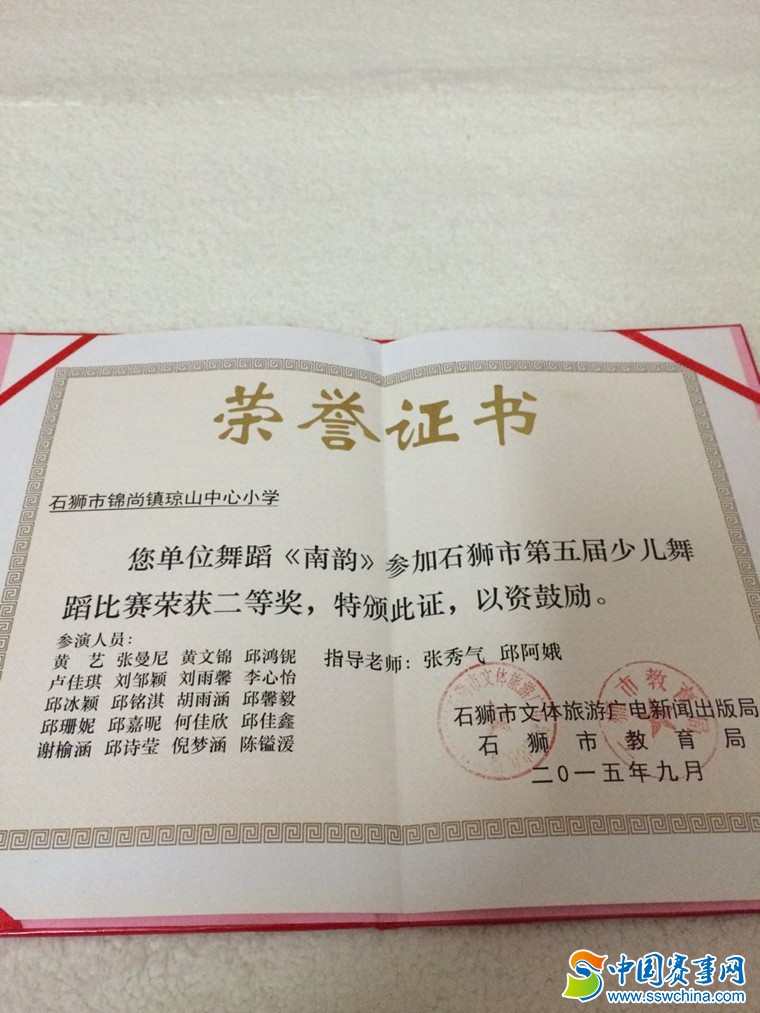 荣誉证书
石狮市锦尚镇琼山中心小学
您单位舞蹈《南韵》参加石狮市第五届少儿舞
蹈比赛荣获二等奖，特颁此证，以资鼓励。
参演人员：
黄 艺 张曼尼 黄文锦 邱鸿铌
卢佳琪 刘邹颖 刘雨馨 李心怡
邱冰颖 邱铭淇 胡雨涵 邱馨毅
邱珊妮 邱嘉昵 何佳欣 邱佳鑫
谢榆涵 邱诗莹 倪梦涵 陈镒湲
指导老师：张秀气 邱阿娥
石狮市文体旅游广电新闻出版局
石狮市教育局
二〇一五年九月
中国赛事网
www.sswchina.com